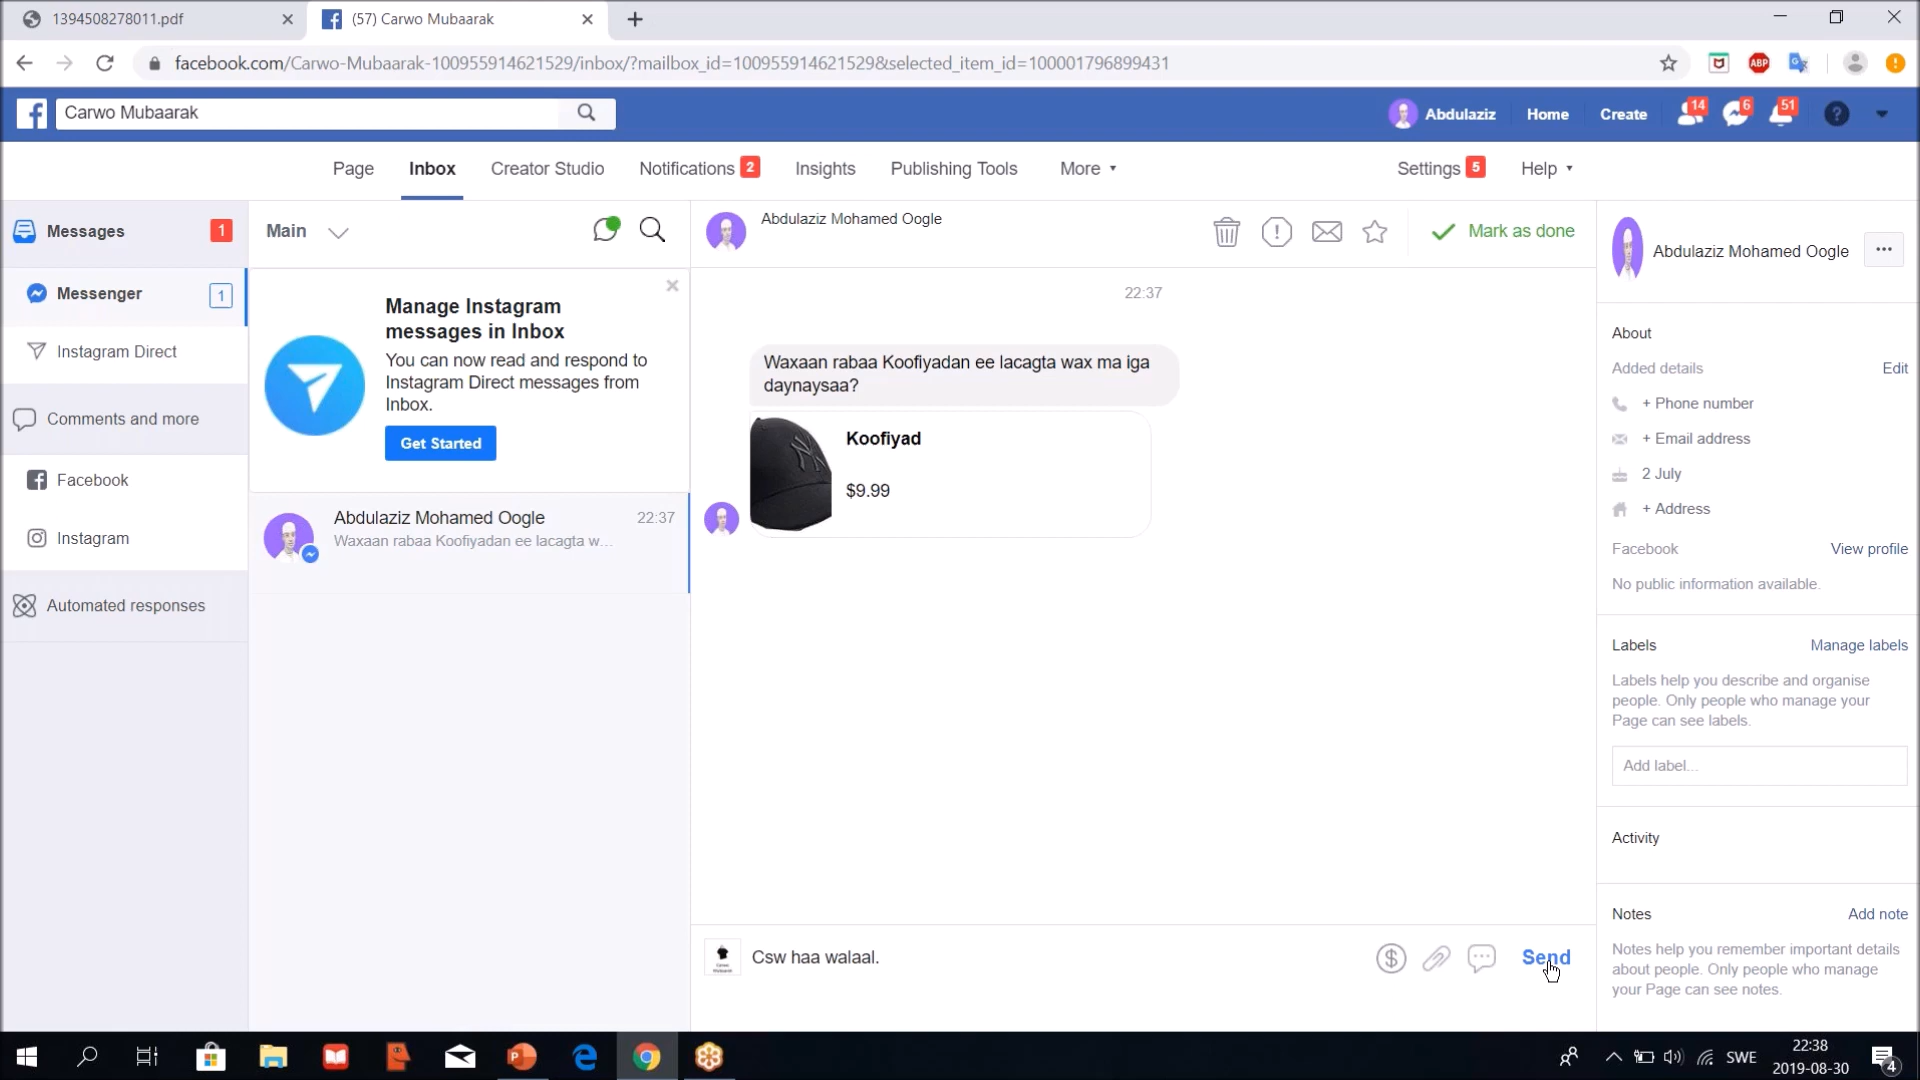 1394508278011.pdf
(57) Carwo Mubaarak
facebook.com/Carwo-Mubaarak-100955914621529/inbox/?mailbox_id=100955914621529&selected_item_id=100001796899431
ABP
Carwo Mubaarak
Abdulaziz
Home
Create
14
6
51
?
Page
Inbox
Creator Studio
Notifications 2
Insights
Publishing Tools
More
Settings 5
Help
Messages 1
Messenger 1
Instagram Direct
Comments and more
Facebook
Instagram
Automated responses
Main
Manage Instagram
messages in Inbox
You can now read and respond to
Instagram Direct messages from
Inbox.
Get Started
Abdulaziz Mohamed Oogle 22:37
Waxaan rabaa Koofiyadan ee lacagta w...
Abdulaziz Mohamed Oogle
Mark as done
22:37
Waxaan rabaa Koofiyadan ee lacagta wax ma iga
daynaysaa?
Koofiyad
$9.99
Csw haa walaal.
Send
Abdulaziz Mohamed Oogle
About
Added details Edit
+ Phone number
+ Email address
2 July
+ Address
Facebook View profile
No public information available.
Labels Manage labels
Labels help you describe and organise
people. Only people who manage your
Page can see labels.
Add label...
Activity
Notes Add note
Notes help you remember important details
about people. Only people who manage
your Page can see notes.
SWE
22:38
2019-08-30
4